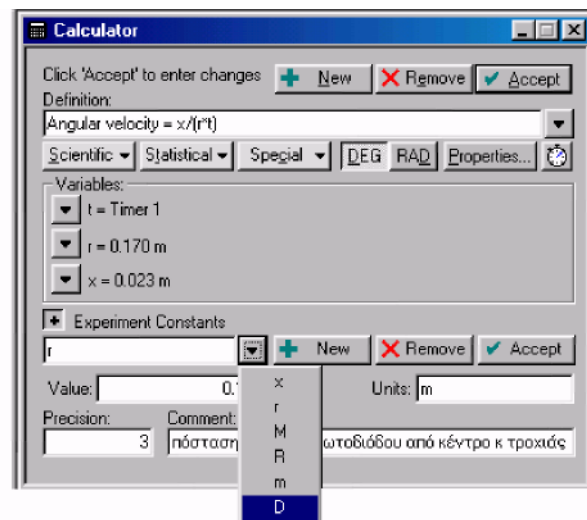 Calculator
Click 'Accept' to enter changes New Remove Accept
Definition:
Angular velocity = x/(r*t)
Scientific Statistical Special DEG RAD Properties...
Variables:
t = Timer 1
r = 0.170 m
x = 0.023 m
Experiment Constants
r New Remove Accept
x
Value: 0.1 Units: m
r
Precision: Comment:
M
3 πόσταση ωτοδιόδου από κέντρο κ τροχιάς
R
m
D